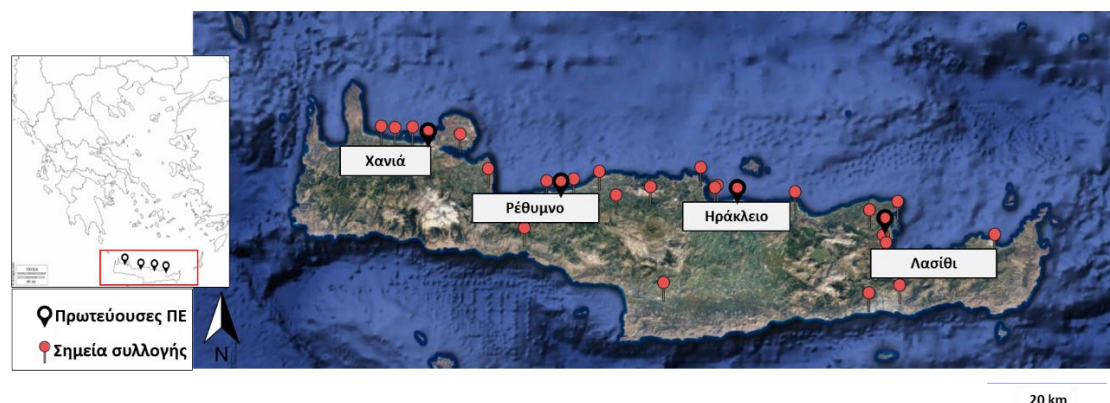 Χανιά
Ρέθυμνο
Ηράκλειο
Λασίθι
Πρωτεύουσες ΠΕ
Σημεία συλλογής
N
20 km